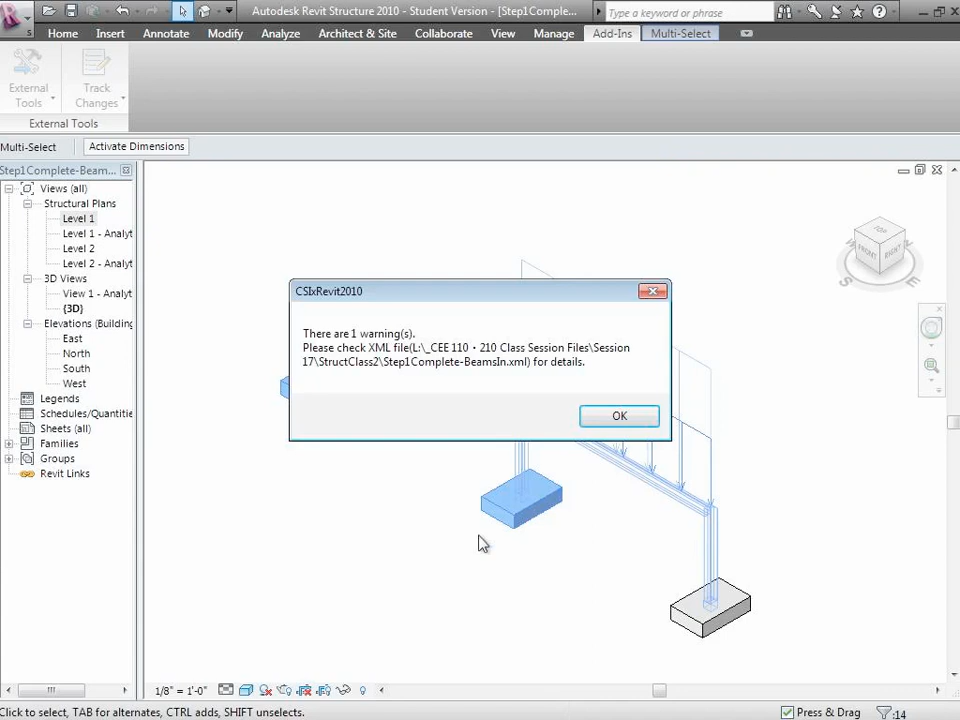 Autodesk Revit Structure 2010 - Student Version - [Step1Comple...
Type a keyword or phrase
Home Insert Annotate Modify Analyze Architect & Site Collaborate View Manage Add-Ins Multi-Select
External Tools
Track Changes
External Tools
Multi-Select Activate Dimensions
Step1Complete-Beam...
Views (all)
Structural Plans
Level 1
Level 1 - Analyt
Level 2
Level 2 - Analyt
3D Views
View 1 - Analyt
{3D}
Elevations (Building
East
North
South
West
Legends
Schedules/Quantitie
Sheets (all)
Families
Groups
Revit Links
TOP
FRONT
RIGHT
W
S
E
CSIxRevit2010
There are 1 warning(s).
Please check XML file(L:\_CEE 110 · 210 Class Session Files\Session
17\StructClass2\Step1Complete-BeamsIn.xml) for details.
OK
1/8" = 1'-0"
Click to select, TAB for alternates, CTRL adds, SHIFT unselects.
Press & Drag
:14